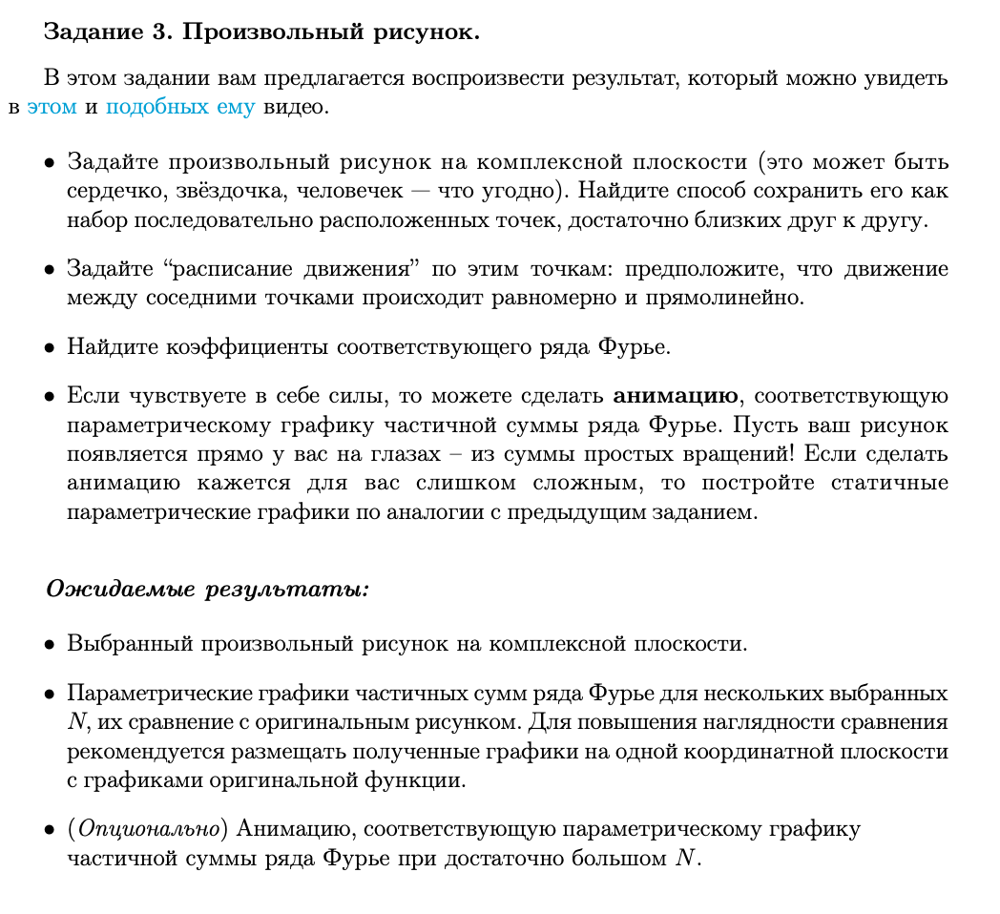 Задание 3. Произвольный рисунок.
В этом задании вам предлагается воспроизвести результат, который можно увидеть
в этом и подобных ему видео.
• Задайте произвольный рисунок на комплексной плоскости (это может быть
сердечко, звёздочка, человечек — что угодно). Найдите способ сохранить его как
набор последовательно расположенных точек, достаточно близких друг к другу.
• Задайте “расписание движения” по этим точкам: предположите, что движение
между соседними точками происходит равномерно и прямолинейно.
• Найдите коэффициенты соответствующего ряда Фурье.
• Если чувствуете в себе силы, то можете сделать анимацию, соответствующую
параметрическому графику частичной суммы ряда Фурье. Пусть ваш рисунок
появляется прямо у вас на глазах – из суммы простых вращений! Если сделать
анимацию кажется для вас слишком сложным, то постройте статичные
параметрические графики по аналогии с предыдущим заданием.
Ожидаемые результаты:
• Выбранный произвольный рисунок на комплексной плоскости.
• Параметрические графики частичных сумм ряда Фурье для нескольких выбранных
N, их сравнение с оригинальным рисунком. Для повышения наглядности сравнения
рекомендуется размещать полученные графики на одной координатной плоскости
с графиками оригинальной функции.
• (Опционально) Анимацию, соответствующую параметрическому графику
частичной суммы ряда Фурье при достаточно большом N.